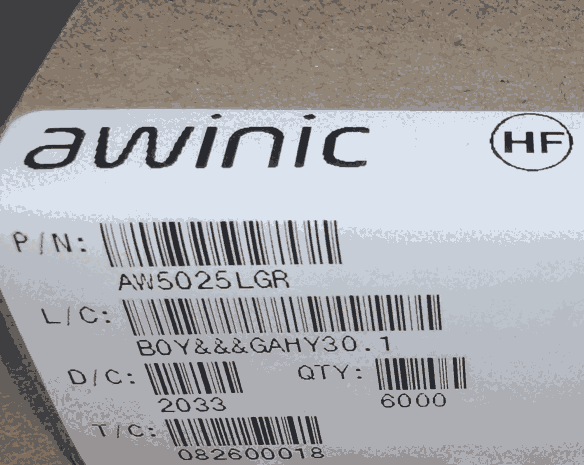 awinic HF
P/N:
AW5025LGR
L/C:
B0Y&&&GAHY30.1
D/C: QTY:
2033 6000
T/C:
082600018